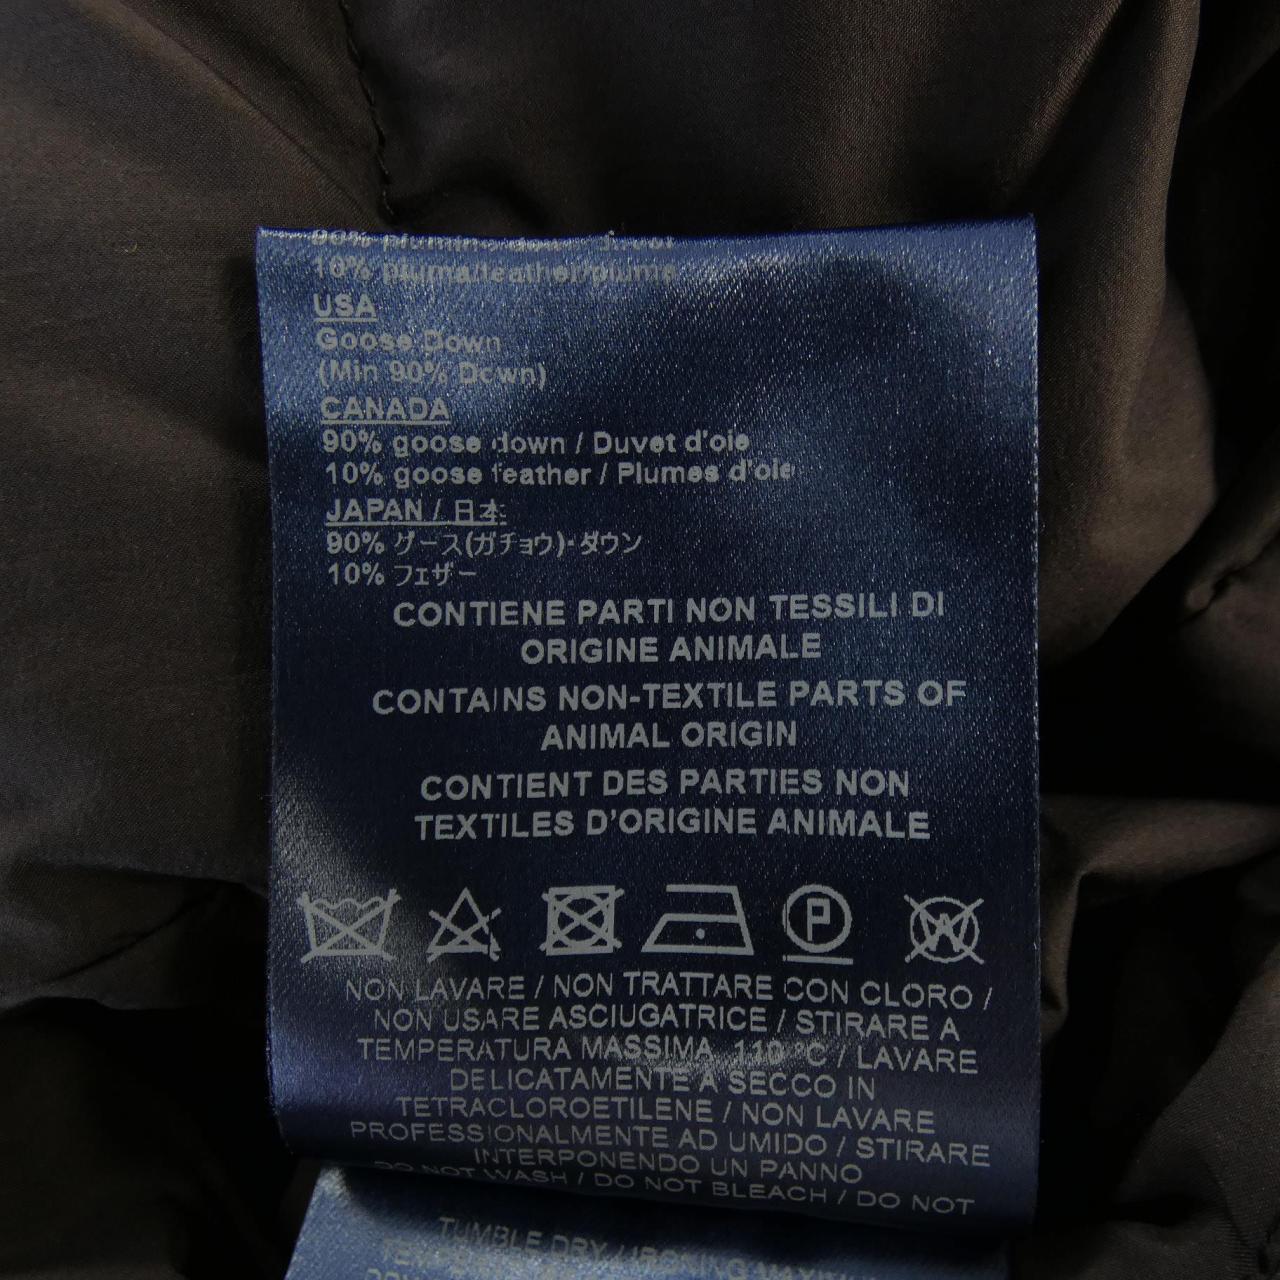 10% piuma/feather/plume
USA
Goose Down
(Min 90% Down)
CANADA
90% goose down / Duvet d'oie
10% goose feather / Plumes d'oie
JAPAN / 日本
90% グース(ガチョウ)・ダウン
10% フェザー
CONTIENE PARTI NON TESSILI DI
ORIGINE ANIMALE
CONTAINS NON-TEXTILE PARTS OF
ANIMAL ORIGIN
CONTIENT DES PARTIES NON
TEXTILES D'ORIGINE ANIMALE
P
W
NON LAVARE / NON TRATTARE CON CLORO /
NON USARE ASCIUGATRICE / STIRARE A
TEMPERATURA MASSIMA 110 °C / LAVARE
DELICATAMENTE A SECCO IN
TETRACLOROETILENE / NON LAVARE
PROFESSIONALMENTE AD UMIDO / STIRARE
INTERPONENDO UN PANNO
DO NOT WASH / DO NOT BLEACH / DO NOT
TUMBLE DRY / IRONING